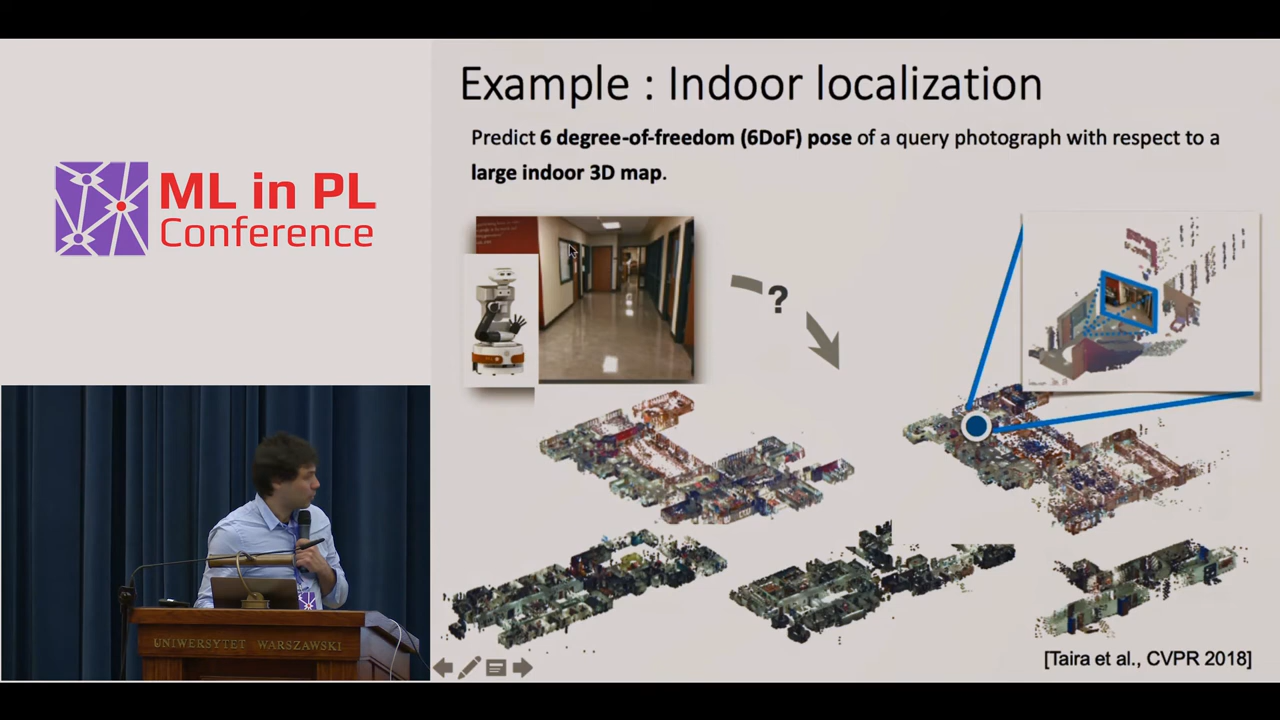 Example : Indoor localization
Predict 6 degree-of-freedom (6DoF) pose of a query photograph with respect to a
large indoor 3D map.
ML in PL
Conference
?
UNIWERSYTET WARSZAWSKI
[Taira et al., CVPR 2018]